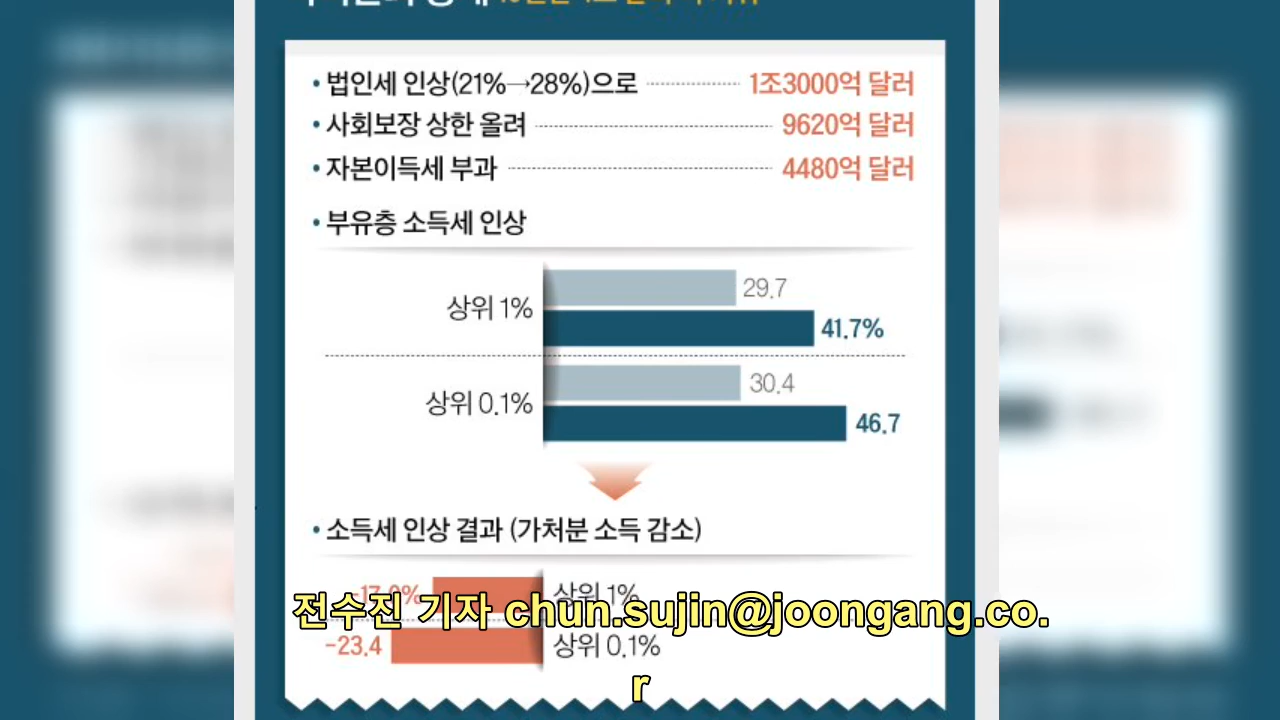 • 법인세 인상(21%→28%)으로 1조3000억 달러
• 사회보장 상한 올려 9620억 달러
• 자본이득세 부과 4480억 달러
• 부유층 소득세 인상
상위 1% 29.7
41.7%
상위 0.1% 30.4
46.7
• 소득세 인상 결과 (가처분 소득 감소)
상위 1%
전수진 기자 chun.sujin@joongang.co.
-23.4 상위 0.1%
r